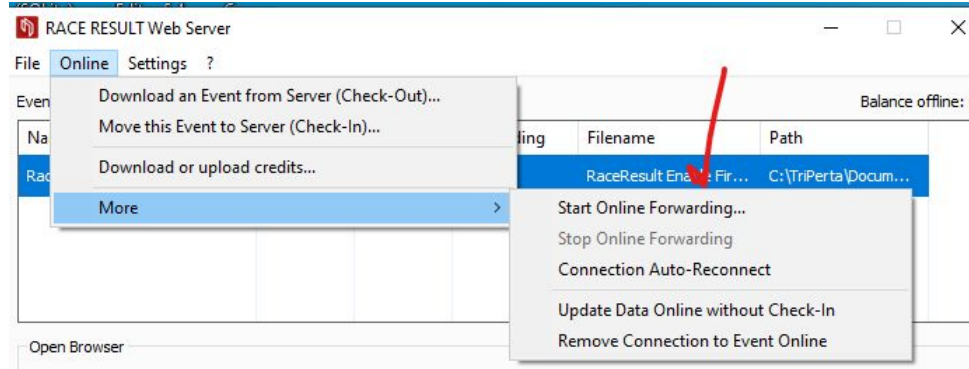 RACE RESULT Web Server
File Online Settings ?
Balance offline:
Download an Event from Server (Check-Out)...
Move this Event to Server (Check-In)...
Download or upload credits...
More
Filename Path
C:\TriPerta\Docum...
Start Online Forwarding...
Stop Online Forwarding
Connection Auto-Reconnect
Update Data Online without Check-In
Remove Connection to Event Online
Open Browser